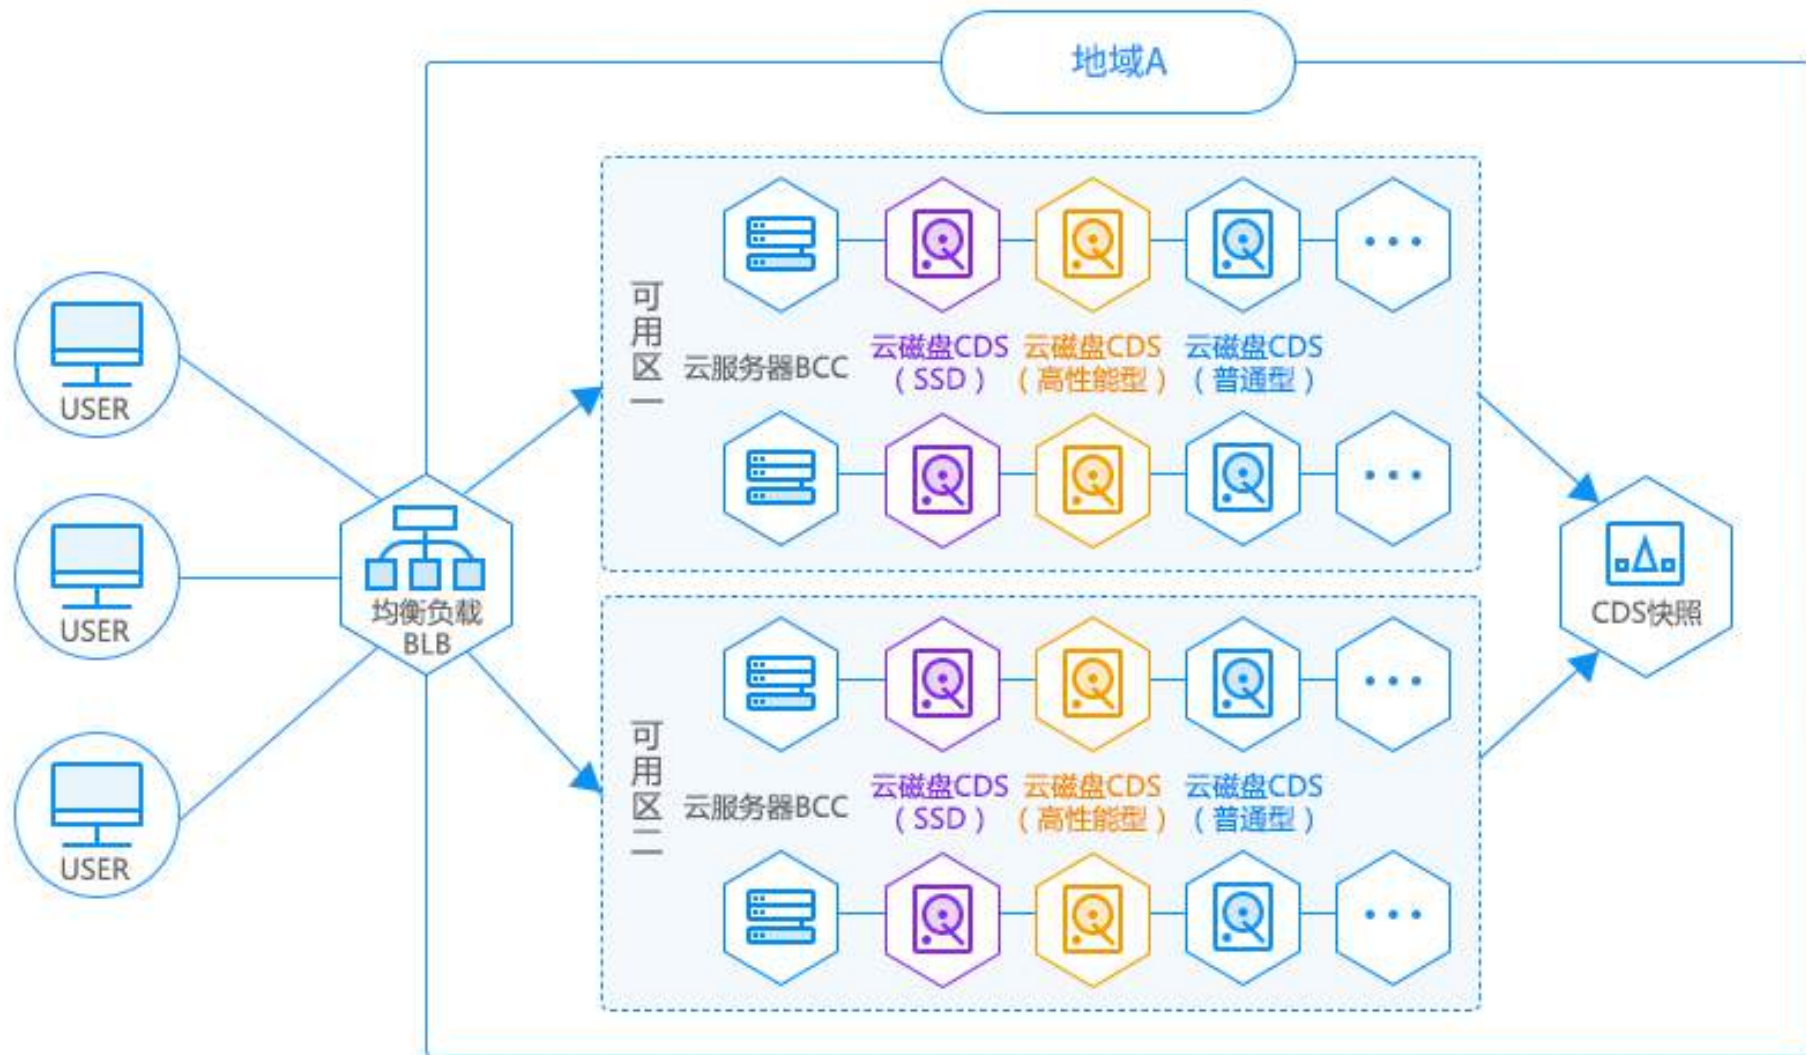 地域A
USER
USER
USER
均衡负载
BLB
可用区一
云服务器BCC
云磁盘CDS
（SSD）
云磁盘CDS
（高性能型）
云磁盘CDS
（普通型）
可用区二
云服务器BCC
云磁盘CDS
（SSD）
云磁盘CDS
（高性能型）
云磁盘CDS
（普通型）
CDS快照